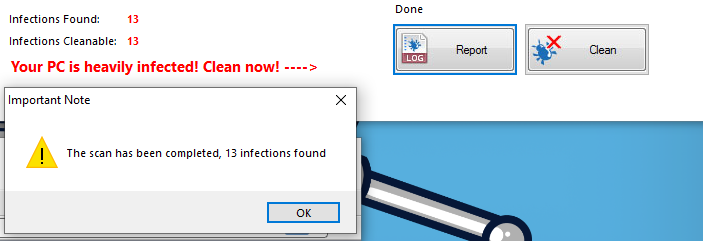 Infections Found: 13
Infections Cleanable: 13
Your PC is heavily infected! Clean now! ---->
Done
LOG
Report
Clean
Important Note
The scan has been completed, 13 infections found
OK